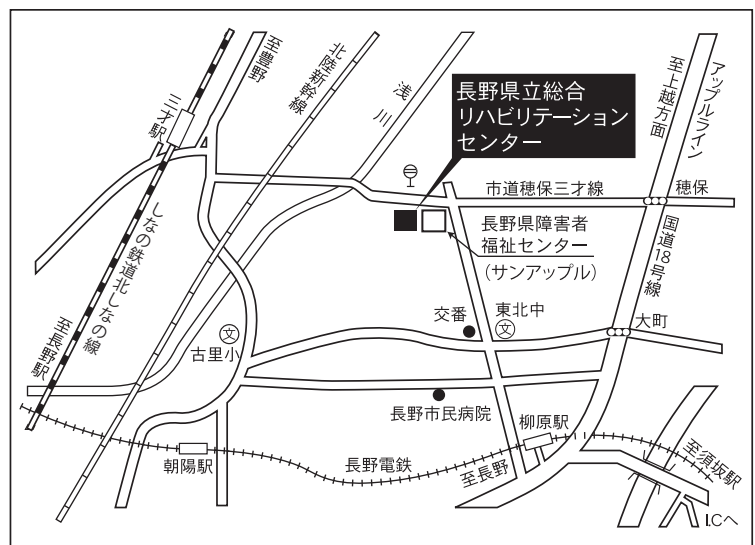 至豊野
北陸新幹線
浅川
長野県立総合
リハビリテーション
センター
アップルライン
至上越方面
三才駅
市道穂保三才線
穂保
長野県障害者
福祉センター
(サンアップル)
国道18号線
しなの鉄道北しなの線
至長野駅
文
古里小
交番
東北中
文
大町
長野市民病院
柳原駅
朝陽駅
長野電鉄
至長野
至須坂駅
I.Cへ